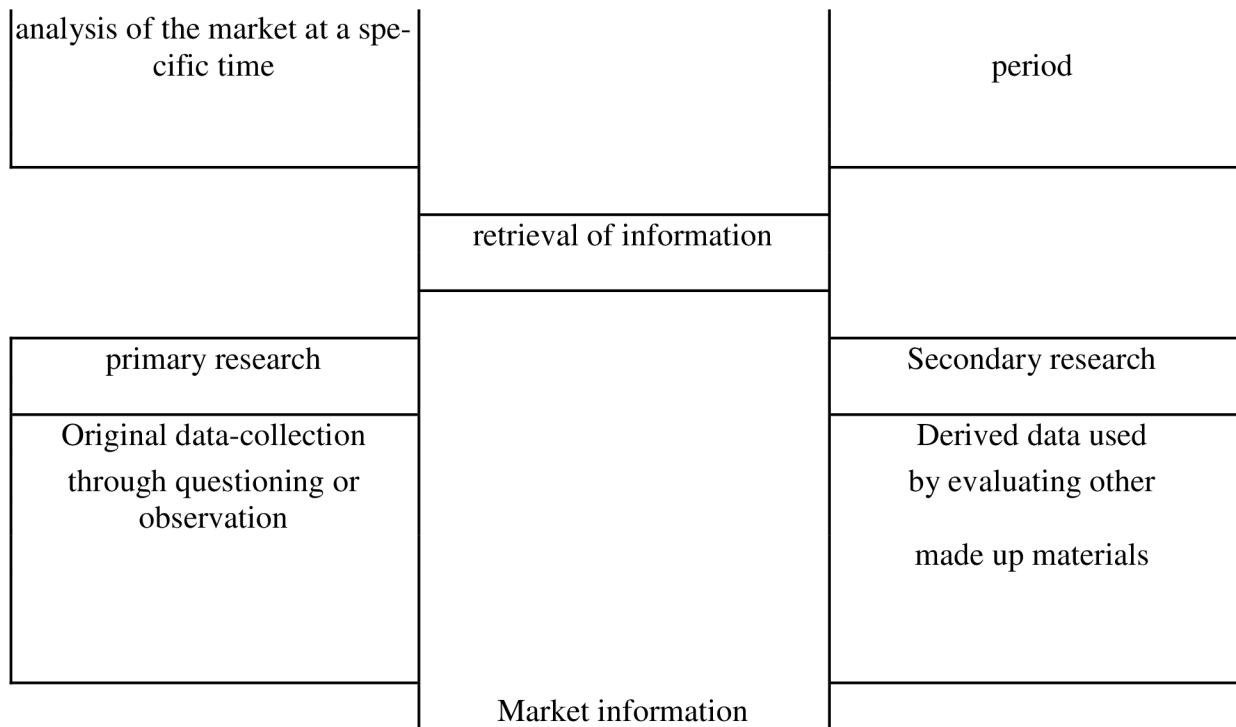 analysis of the market at a spe-
cific time
period
retrieval of information
primary research
Secondary research
Original data-collection
through questioning or
observation
Derived data used
by evaluating other
made up materials
Market information